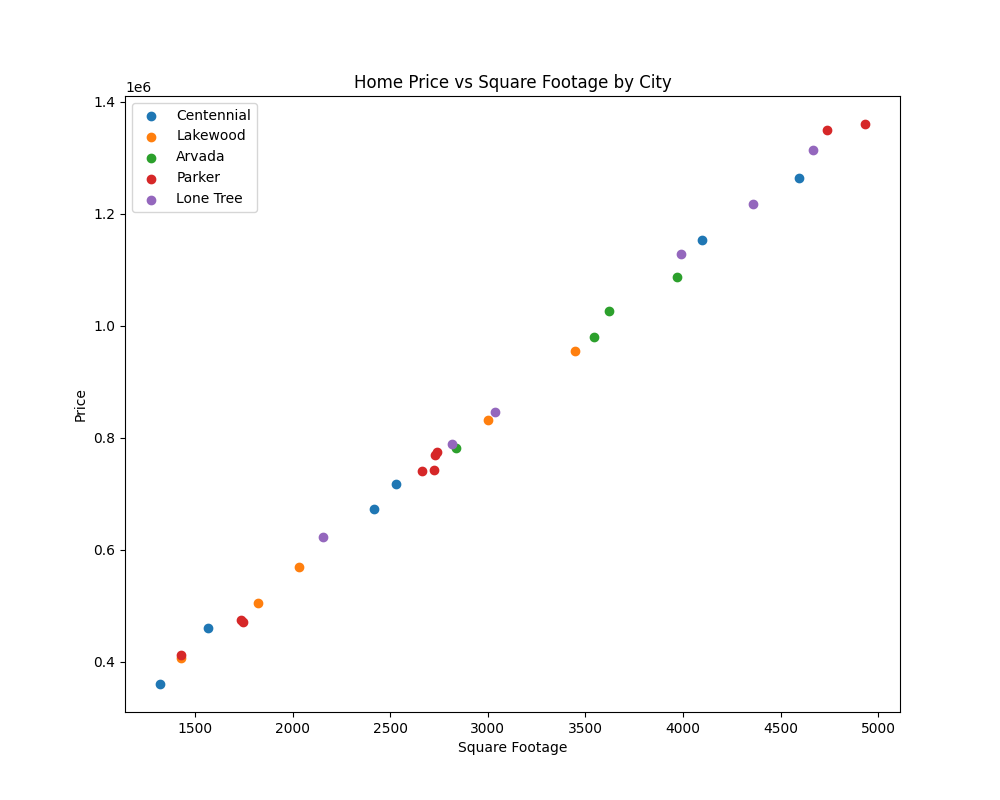 Home Price vs Square Footage by City
1e6
1.4
1.2
1.0
0.8
0.6
0.4
Price
Centennial
Lakewood
Arvada
Parker
Lone Tree
1500 2000 2500 3000 3500 4000 4500 5000
Square Footage